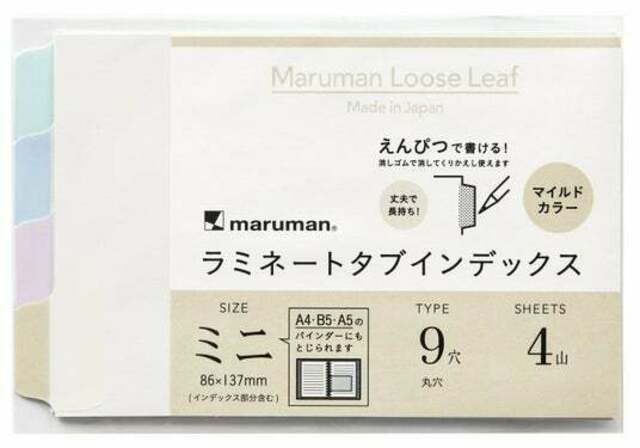 Maruman Loose Leaf
Made in Japan
えんぴつで書ける!
消しゴムで消してくりかえし使えます
丈夫で
長持ち!
マイルド
カラー
maruman®
ラミネートタブインデックス
SIZE
ミニ
86×137mm
(インデックス部分含む)
A4・B5・A5の
バインダーにも
とじられます
TYPE
9穴
丸穴
SHEETS
4山